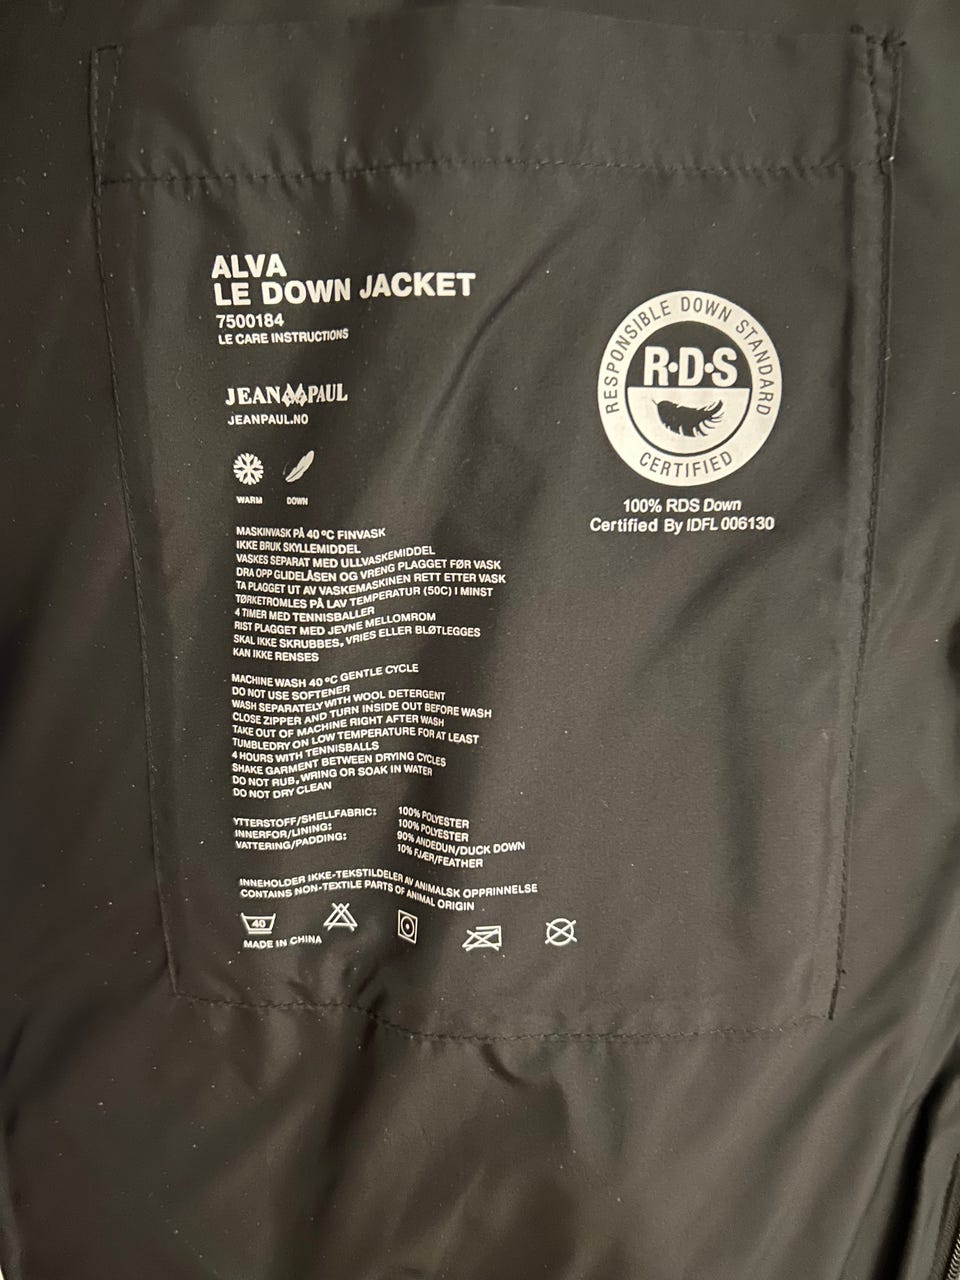 ALVA
LE DOWN JACKET
7500184
LE CARE INSTRUCTIONS
JEAN PAUL
JEANPAUL.NO
WARM DOWN
RESPONSIBLE DOWN STANDARD
R·D·S
CERTIFIED
100% RDS Down
Certified By IDFL 006130
MASKINVASK PÅ 40 ºC FINVASK
IKKE BRUK SKYLLEMIDDEL
VASKES SEPARAT MED ULLVASKEMIDDEL
DRA OPP GLIDELÅSEN OG VRENG PLAGGET FØR VASK
TA PLAGGET UT AV VASKEMASKINEN RETT ETTER VASK
TØRKETROMLES PÅ LAV TEMPERATUR (50C) I MINST
4 TIMER MED TENNISBALLER
RIST PLAGGET MED JEVNE MELLOMROM
SKAL IKKE SKRUBBES, VRIES ELLER BLØTLEGGES
KAN IKKE RENSES
MACHINE WASH 40 ºC GENTLE CYCLE
DO NOT USE SOFTENER
WASH SEPARATELY WITH WOOL DETERGENT
CLOSE ZIPPER AND TURN INSIDE OUT BEFORE WASH
TAKE OUT OF MACHINE RIGHT AFTER WASH
TUMBLEDRY ON LOW TEMPERATURE FOR AT LEAST
4 HOURS WITH TENNISBALLS
SHAKE GARMENT BETWEEN DRYING CYCLES
DO NOT RUB, WRING OR SOAK IN WATER
DO NOT DRY CLEAN
YTTERSTOFF/SHELLFABRIC: 100% POLYESTER
INNERFOR/LINING: 100% POLYESTER
VATTERING/PADDING: 90% ANDEDUN/DUCK DOWN
10% FJÆR/FEATHER
INNEHOLDER IKKE-TEKSTILDELER AV ANIMALSK OPPRINNELSE
CONTAINS NON-TEXTILE PARTS OF ANIMAL ORIGIN
40
MADE IN CHINA